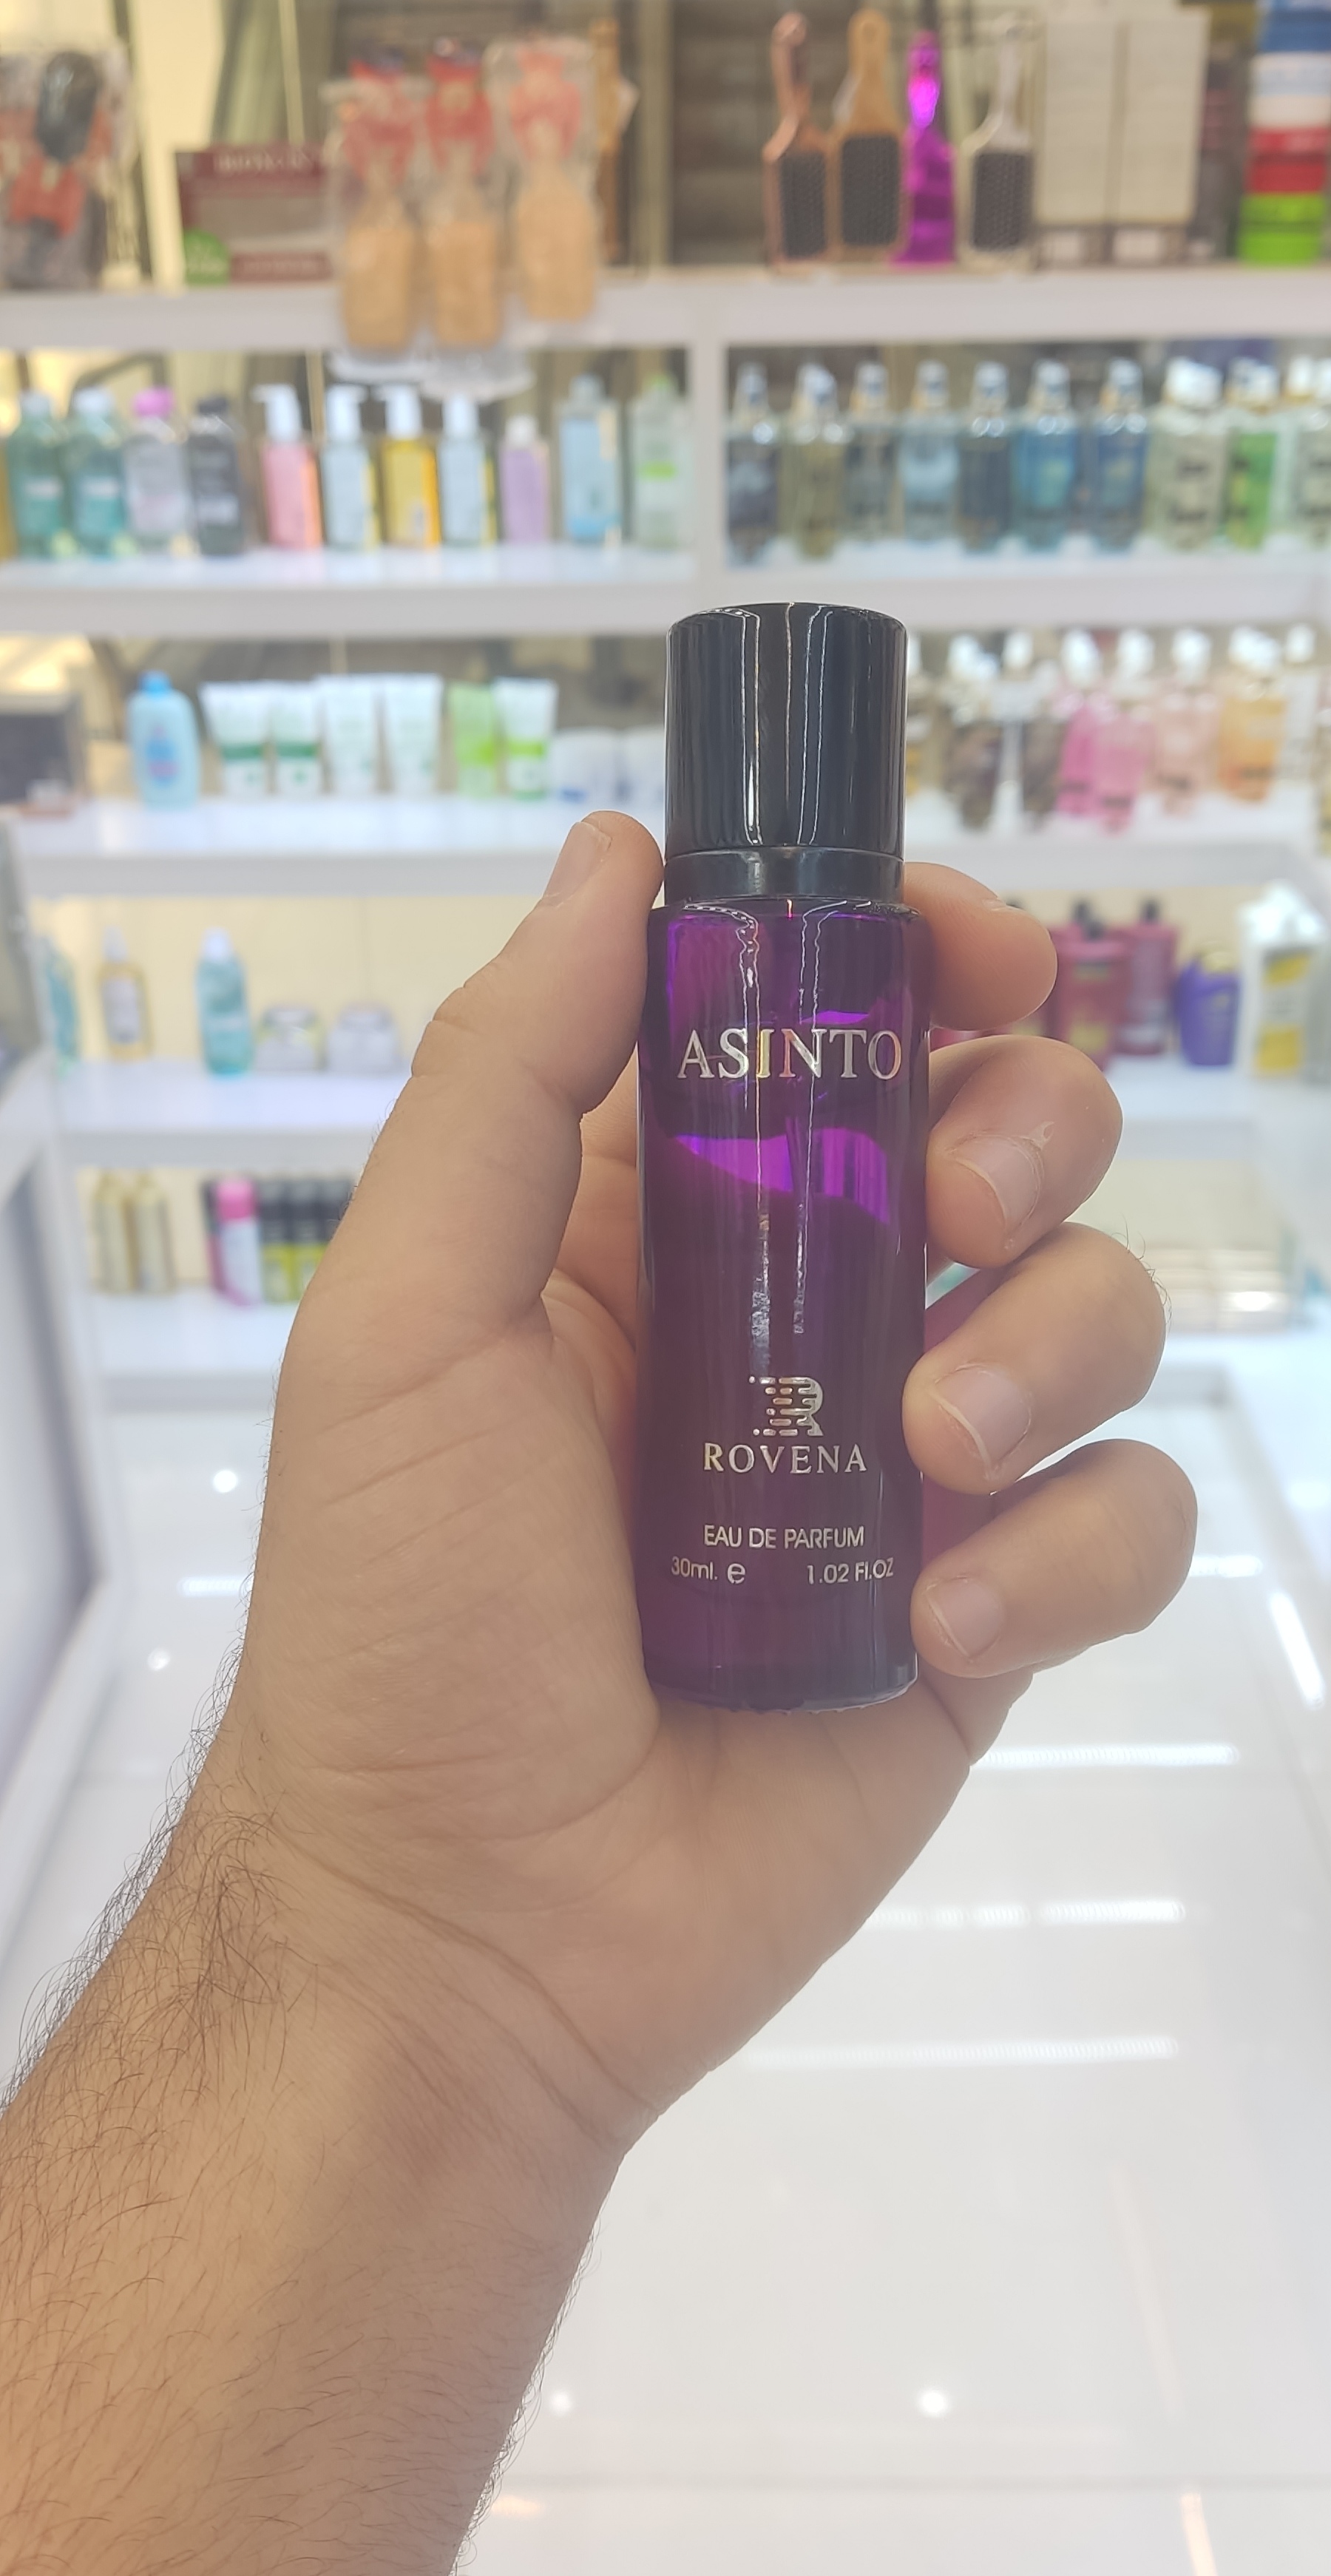 ASINTO
R
ROVENA
EAU DE PARFUM
30ml. e 1.02 Fl.OZ